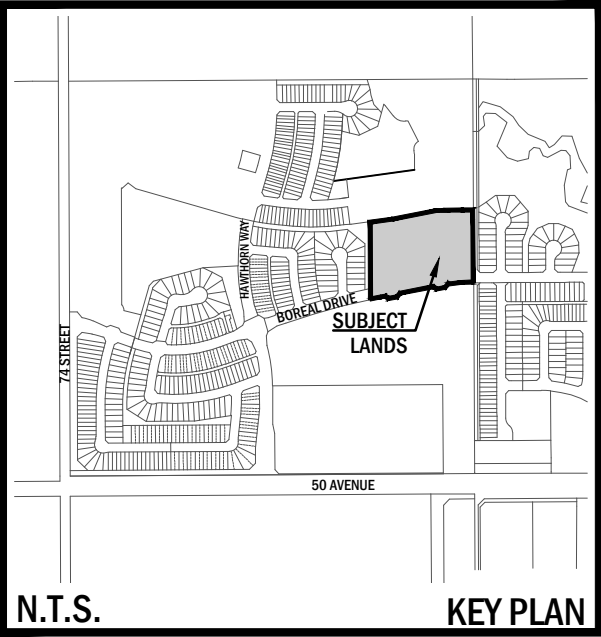 HAWTHORN WAY
BOREAL DRIVE
SUBJECT
LANDS
74 STREET
50 AVENUE
N.T.S.
KEY PLAN